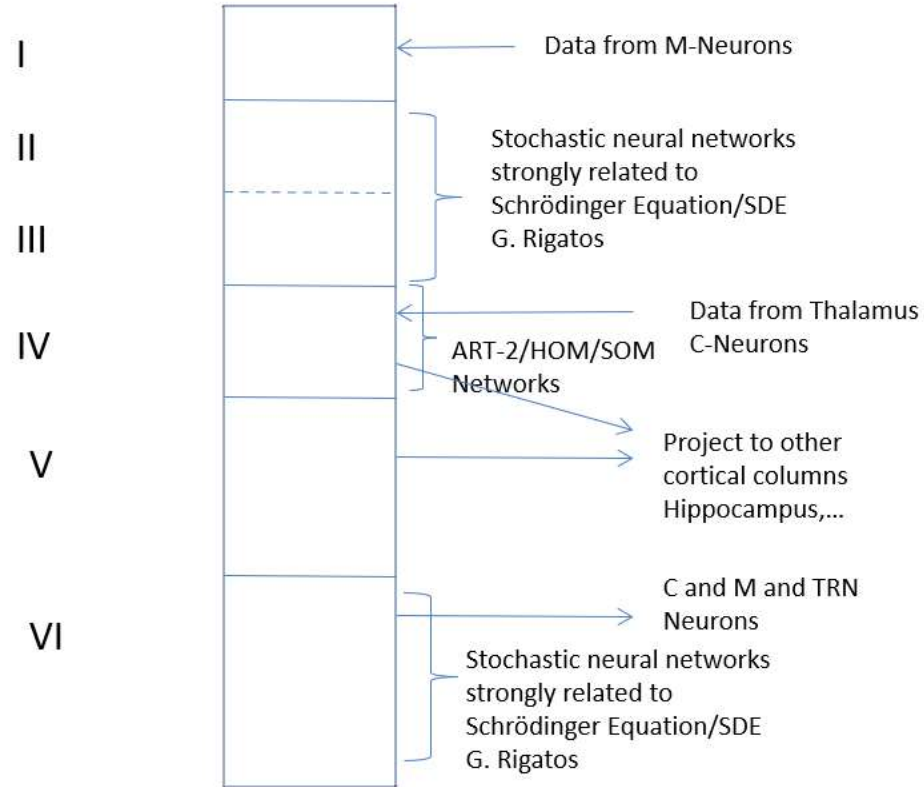 I
Data from M-Neurons
II
Stochastic neural networks
strongly related to
Schrödinger Equation/SDE
G. Rigatos
III
Data from Thalamus
C-Neurons
IV
ART-2/HOM/SOM
Networks
V
Project to other
cortical columns
Hippocampus,...
C and M and TRN
Neurons
VI
Stochastic neural networks
strongly related to
Schrödinger Equation/SDE
G. Rigatos